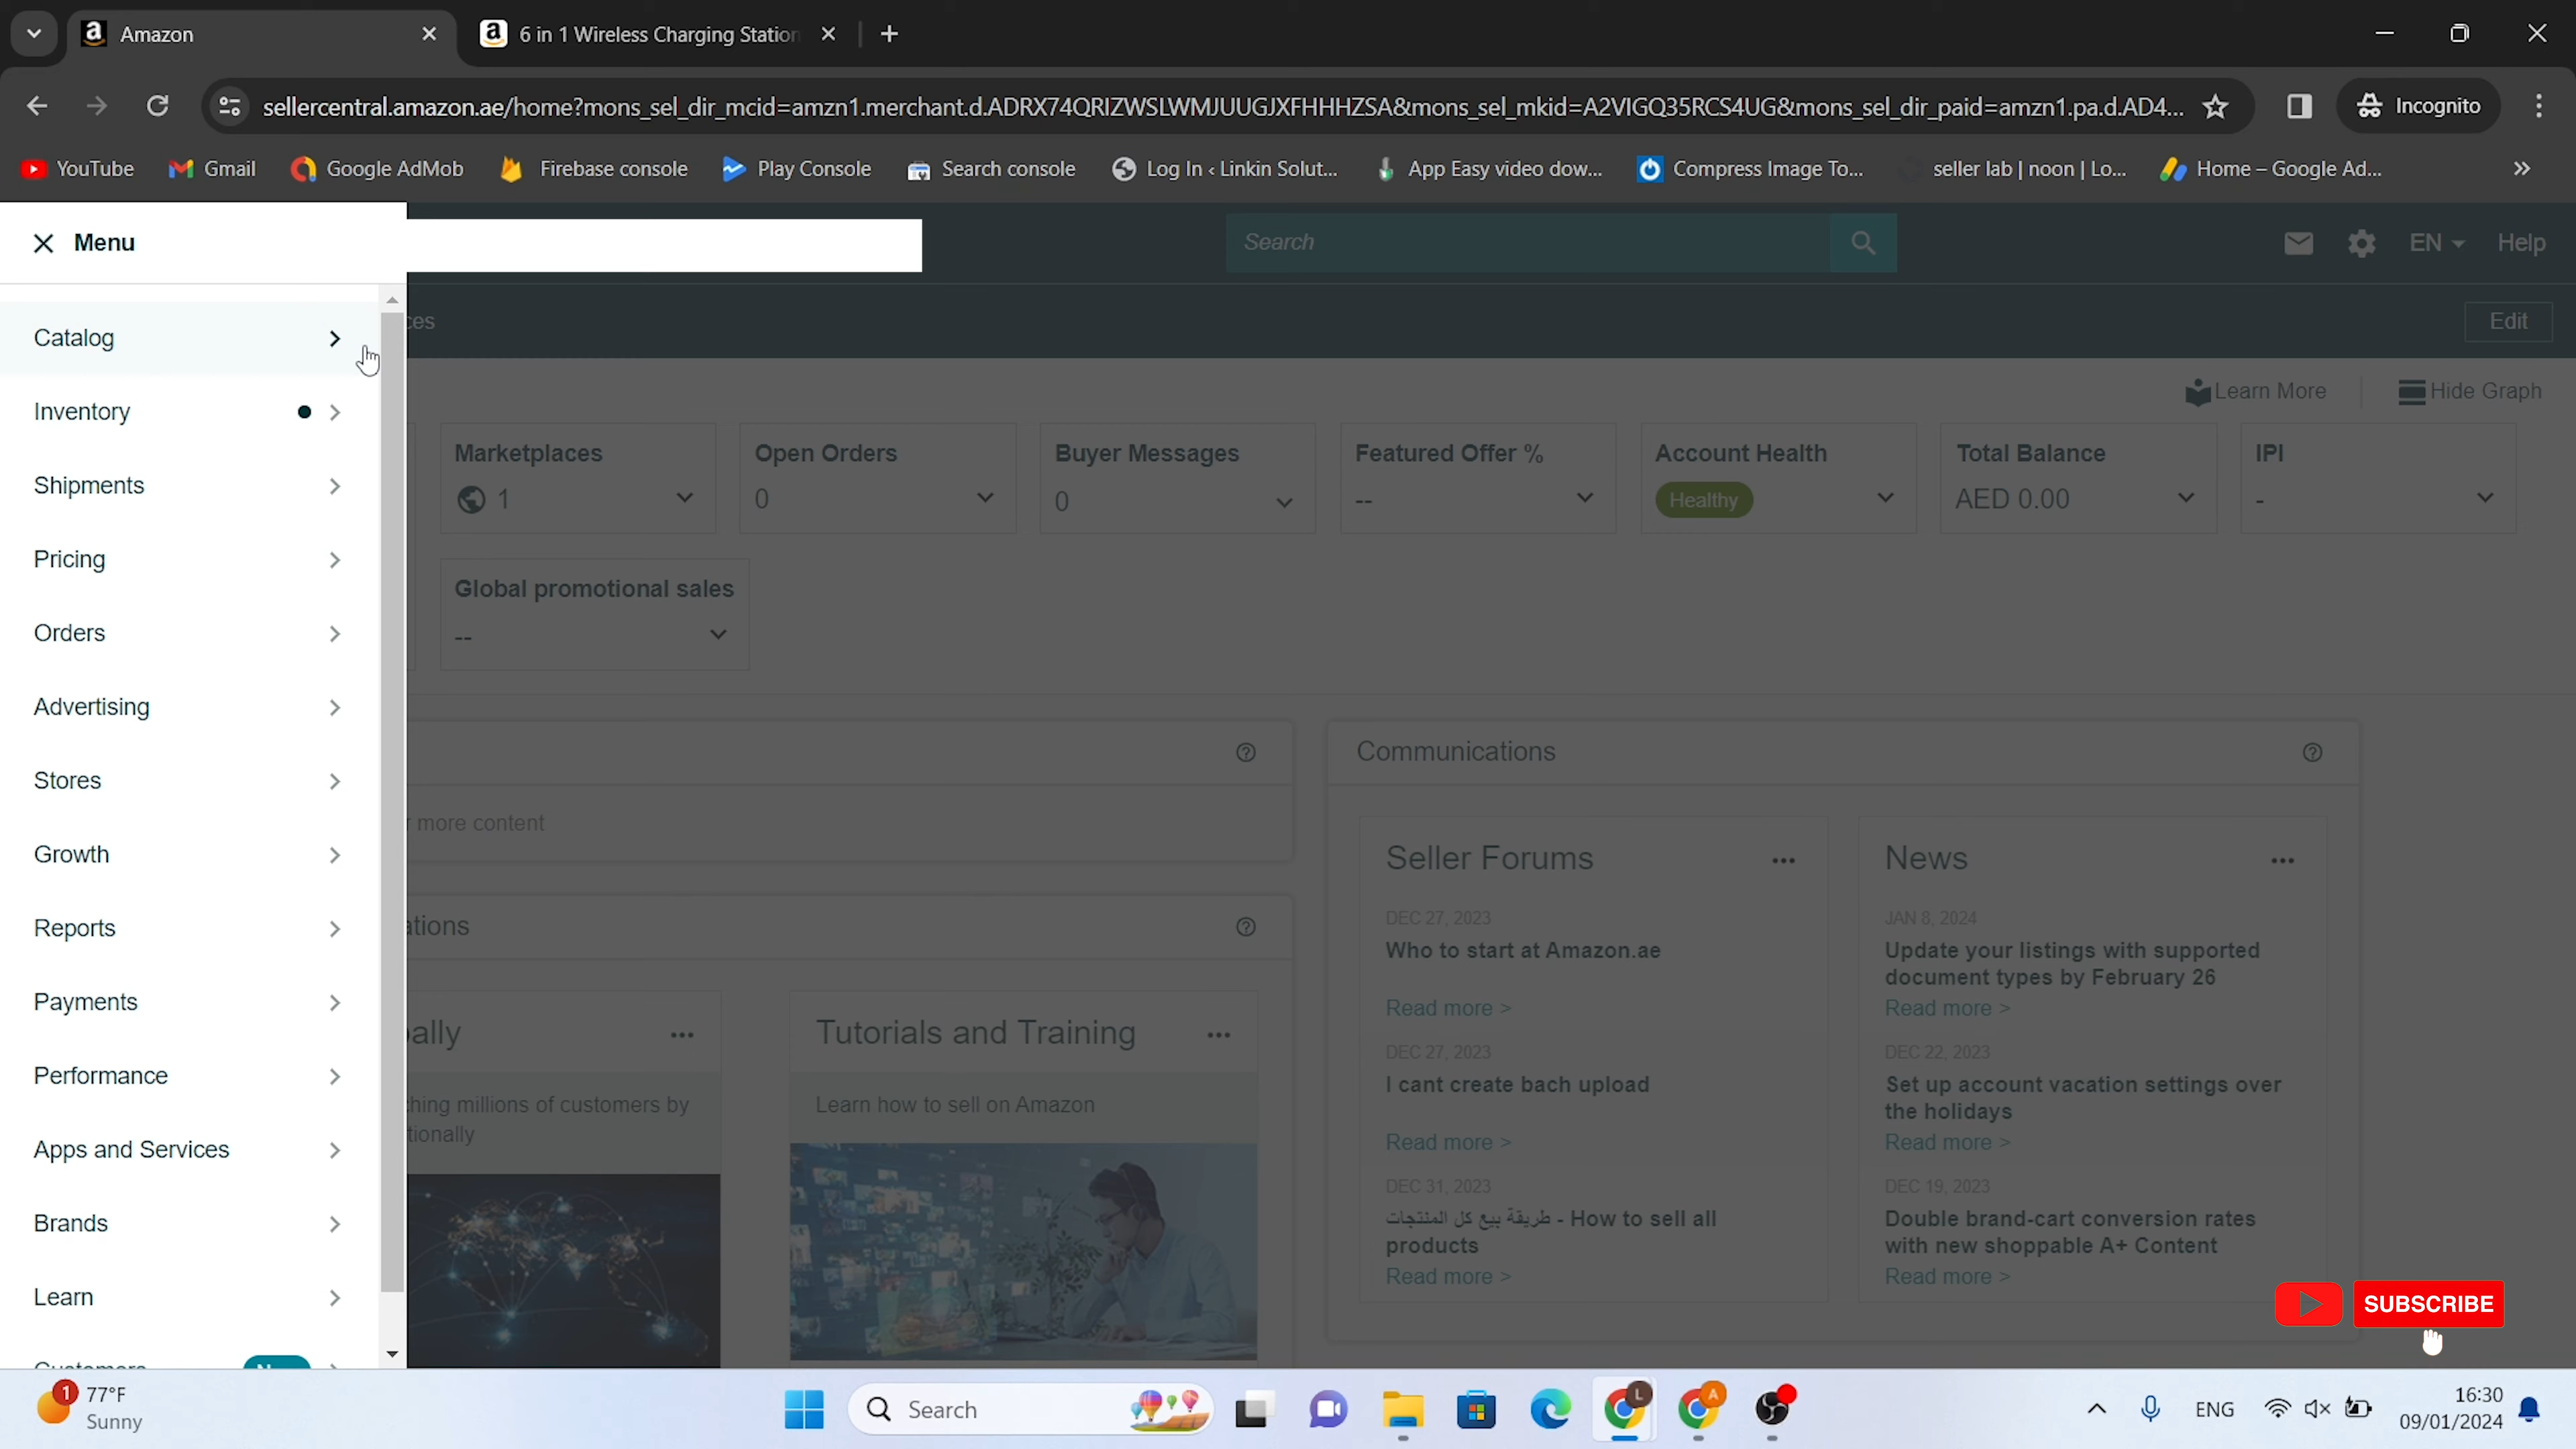 Amazon
6 in 1 Wireless Charging Station
sellercentral.amazon.ae/home?mons_sel_dir_mcid=amzn1.merchant.d.ADRX74QRIZWSLWMJUUGJXFHHHZSA&mons_sel_mkid=A2VIGQ35RCS4UG&mons_sel_dir_paid=amzn1.pa.d.AD4...
Incognito
YouTube
Gmail
Google AdMob
Firebase console
Play Console
Search console
Log In ‹ Linkin Solut...
App Easy video dow...
Compress Image To...
seller lab | noon | Lo...
Home – Google Ad...
Menu
Search
EN
Help
Edit
Catalog
Inventory
Shipments
Pricing
Orders
Advertising
Stores
Growth
Reports
Payments
Performance
Apps and Services
Brands
Learn
Learn More
Hide Graph
Marketplaces
1
Open Orders
0
Buyer Messages
0
Featured Offer %
--
Account Health
Healthy
Total Balance
AED 0.00
IPI
-
Global promotional sales
--
more content
Tutorials and Training
Learn how to sell on Amazon
millions of customers by
Communications
Seller Forums
DEC 27, 2023
Who to start at Amazon.ae
Read more >
DEC 27, 2023
I cant create bach upload
Read more >
DEC 31, 2023
طريقة بيع كل المنتجات - How to sell all
products
Read more >
News
JAN 8, 2024
Update your listings with supported
document types by February 26
Read more >
DEC 22, 2023
Set up account vacation settings over
the holidays
Read more >
DEC 19, 2023
Double brand-cart conversion rates
with new shoppable A+ Content
Read more >
SUBSCRIBE
1
77°F
Sunny
Search
L
A
ENG
16:30
09/01/2024